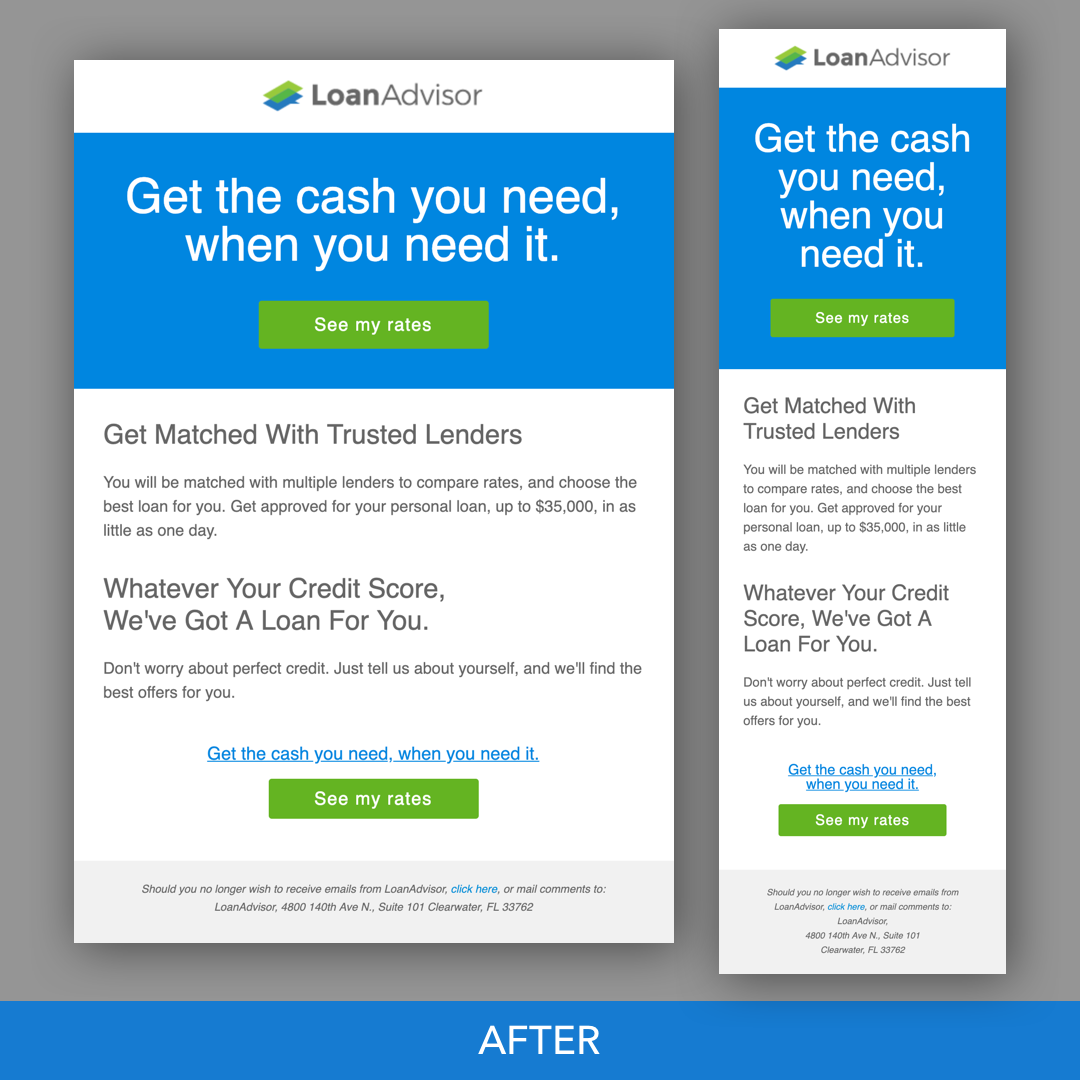 LoanAdvisor
Get the cash you need,
when you need it.
See my rates
Get Matched With Trusted Lenders
You will be matched with multiple lenders to compare rates, and choose the
best loan for you. Get approved for your personal loan, up to $35,000, in as
little as one day.
Whatever Your Credit Score,
We've Got A Loan For You.
Don't worry about perfect credit. Just tell us about yourself, and we'll find the
best offers for you.
Get the cash you need, when you need it.
See my rates
Should you no longer wish to receive emails from LoanAdvisor, click here, or mail comments to:
LoanAdvisor, 4800 140th Ave N., Suite 101 Clearwater, FL 33762
LoanAdvisor
Get the cash
you need,
when you
need it.
See my rates
Get Matched With
Trusted Lenders
You will be matched with multiple lenders
to compare rates, and choose the best
loan for you. Get approved for your
personal loan, up to $35,000, in as little
as one day.
Whatever Your Credit
Score, We've Got A
Loan For You.
Don't worry about perfect credit. Just tell
us about yourself, and we'll find the best
offers for you.
Get the cash you need,
when you need it.
See my rates
Should you no longer wish to receive emails from
LoanAdvisor, click here, or mail comments to:
LoanAdvisor,
4800 140th Ave N., Suite 101
Clearwater, FL 33762
AFTER